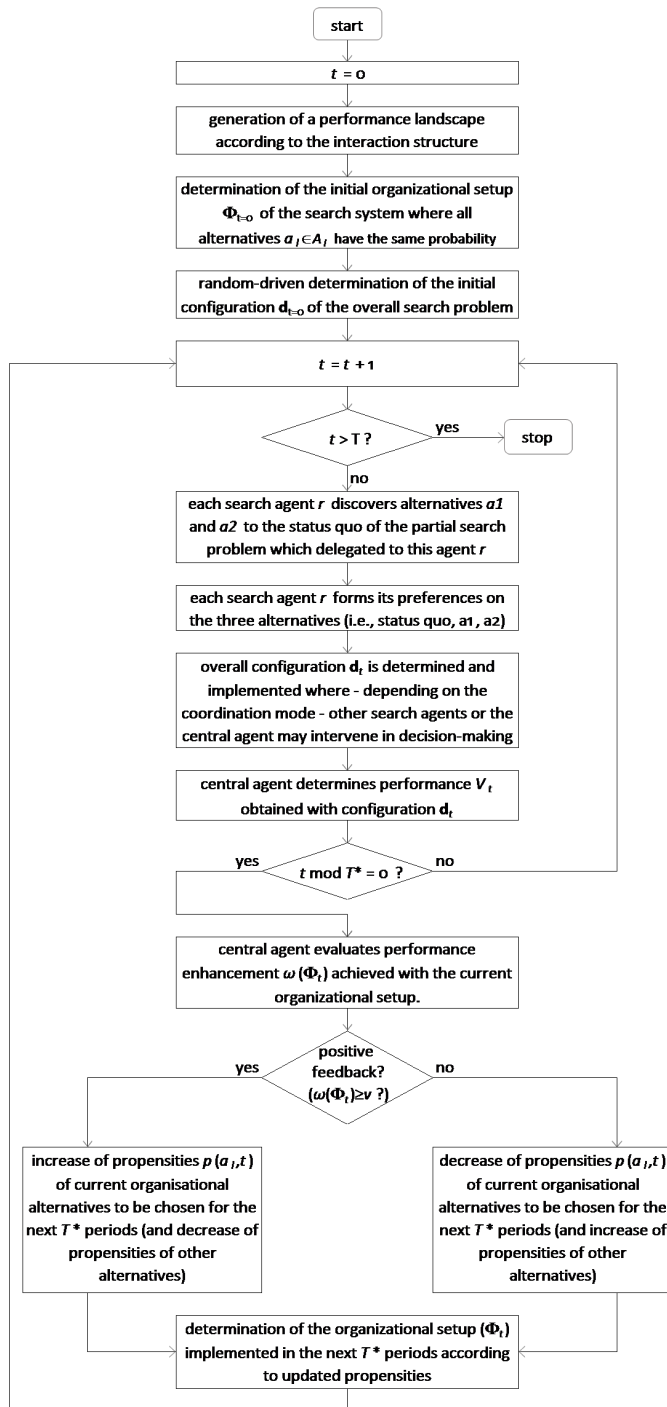 start
t = 0
generation of a performance landscape
according to the interaction structure
determination of the initial organizational setup
Φt=0 of the search system where all
alternatives a l ∈ A l have the same probability
random-driven determination of the initial
configuration dt=0 of the overall search problem
t = t + 1
t > T ?
yes
stop
no
each search agent r discovers alternatives a1
and a2 to the status quo of the partial search
problem which delegated to this agent r
each search agent r forms its preferences on
the three alternatives (i.e., status quo, a1, a2)
overall configuration dt is determined and
implemented where - depending on the
coordination mode - other search agents or the
central agent may intervene in decision-making
central agent determines performance V t
obtained with configuration dt
yes
t mod T* = 0 ?
no
central agent evaluates performance
enhancement ω(Φt) achieved with the current
organizational setup.
yes
positive
feedback?
(ω(Φt)≥v ?)
no
increase of propensities p(a l,t)
of current organisational
alternatives to be chosen for the
next T* periods (and decrease of
propensities of other
alternatives)
decrease of propensities p(a l,t)
of current organisational
alternatives to be chosen for the
next T* periods (and increase of
propensities of other
alternatives)
determination of the organizational setup (Φt)
implemented in the next T* periods according
to updated propensities